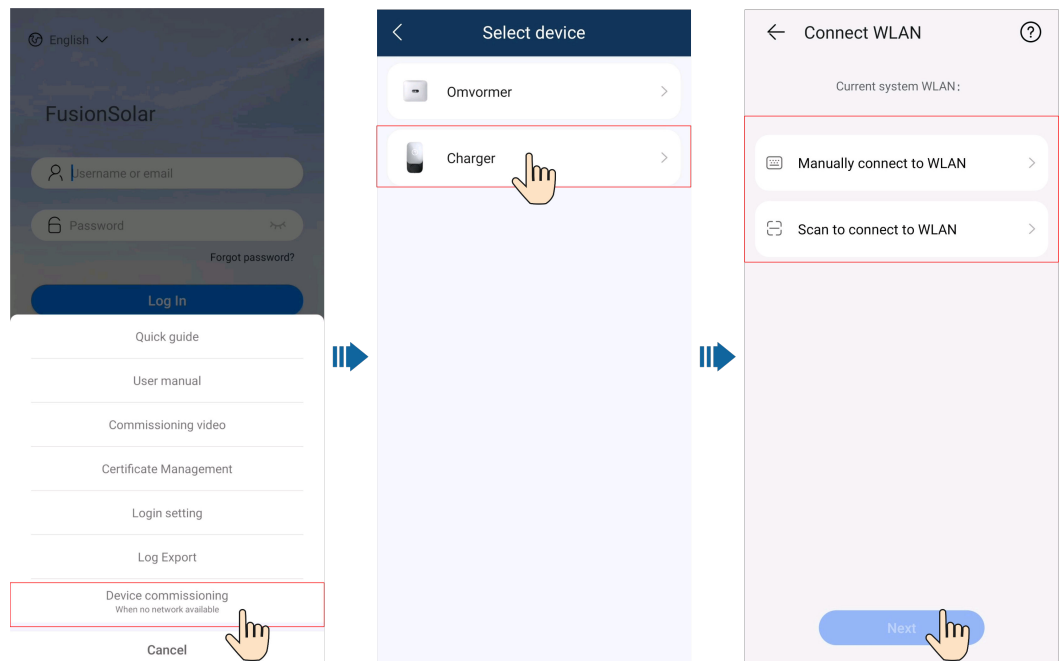 English
FusionSolar
Username or email
Password
Forgot password?
Log In
Quick guide
User manual
Commissioning video
Certificate Management
Login setting
Log Export
Device commissioning
When no network available
Cancel
Select device
Omvormer
Charger
Connect WLAN
Current system WLAN:
Manually connect to WLAN
Scan to connect to WLAN
Next